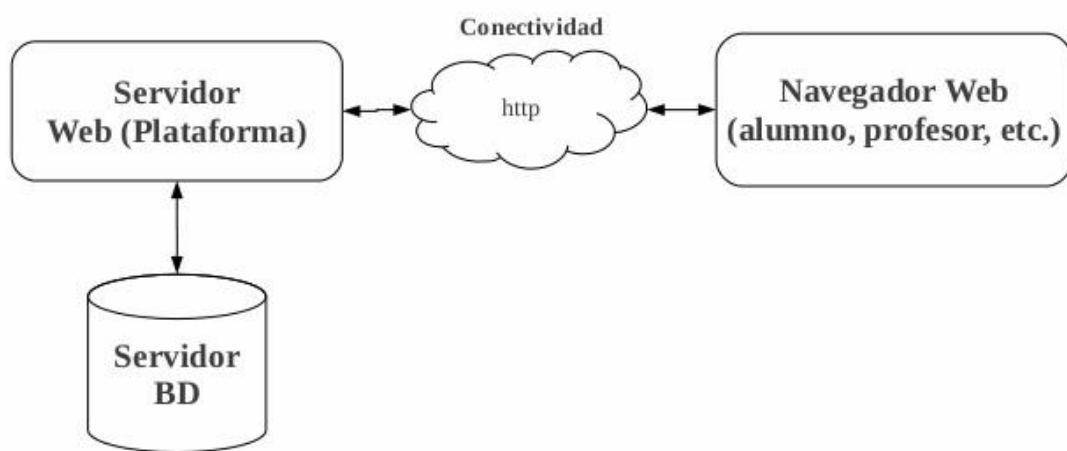 Conectividad
Servidor
Web (Plataforma)
http
Navegador Web
(alumno, profesor, etc.)
Servidor
BD